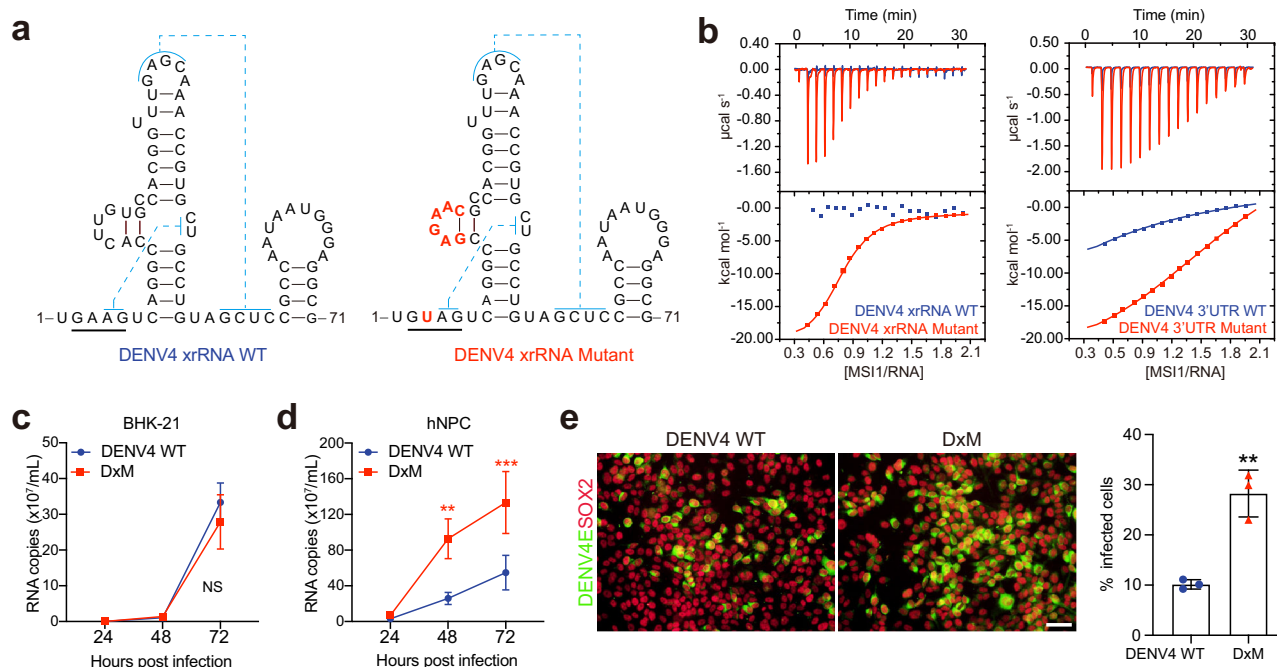 a
1–UGAAGUCAGGCCACUUGUGCCACGGUUUGAGCAAACCGUGCUGCCUGUAGCUCCGCCAAUAAUGGGAGGCG–71
DENV4 xrRNA WT
1–UGUAGUCAGGCCGAGAACGCACGGUUUGAGCAAACCGUGCUGCCUGUAGCUCCGCCAAUAAUGGGAGGCG–71
DENV4 xrRNA Mutant
b
Time (min)
0 10 20 30
0.40
0.00
-0.40
-0.80
-1.20
-1.60
µcal s⁻¹
-0.00
-5.00
-10.00
-15.00
-20.00
kcal mol⁻¹
DENV4 xrRNA WT
DENV4 xrRNA Mutant
0.3 0.6 0.9 1.2 1.5 1.8 2.1
[MSI1/RNA]
Time (min)
0 10 20 30
0.50
0.00
-0.50
-1.00
-1.50
-2.00
-2.50
µcal s⁻¹
-0.00
-5.00
-10.00
-15.00
-20.00
kcal mol⁻¹
DENV4 3'UTR WT
DENV4 3'UTR Mutant
0.3 0.6 0.9 1.2 1.5 1.8 2.1
[MSI1/RNA]
c
BHK-21
DENV4 WT
DxM
50
40
30
20
10
0
RNA copies (x10⁷/mL)
NS
24 48 72
Hours post infection
d
hNPC
DENV4 WT
DxM
200
160
120
80
40
0
RNA copies (x10⁷/mL)
**
***
24 48 72
Hours post infection
e
DENV4 WT
DxM
DENV4E SOX2
40
30
20
10
0
% infected cells
**
DENV4 WT
DxM